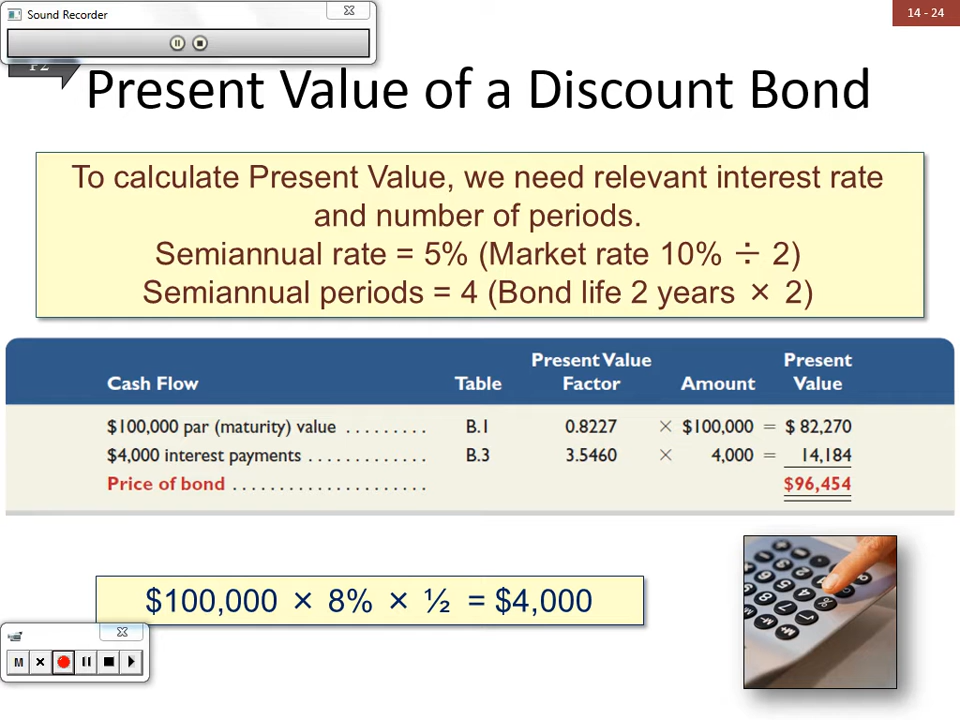 Sound Recorder
14 - 24
P2
Present Value of a Discount Bond
To calculate Present Value, we need relevant interest rate
and number of periods.
Semiannual rate = 5% (Market rate 10% ÷ 2)
Semiannual periods = 4 (Bond life 2 years × 2)
Cash Flow Table Present Value Factor Amount Present Value
$100,000 par (maturity) value ......... B.1 0.8227 × $100,000 = $ 82,270
$4,000 interest payments ............. B.3 3.5460 × 4,000 = 14,184
Price of bond ..................... $96,454
$100,000 × 8% × ½ = $4,000
M